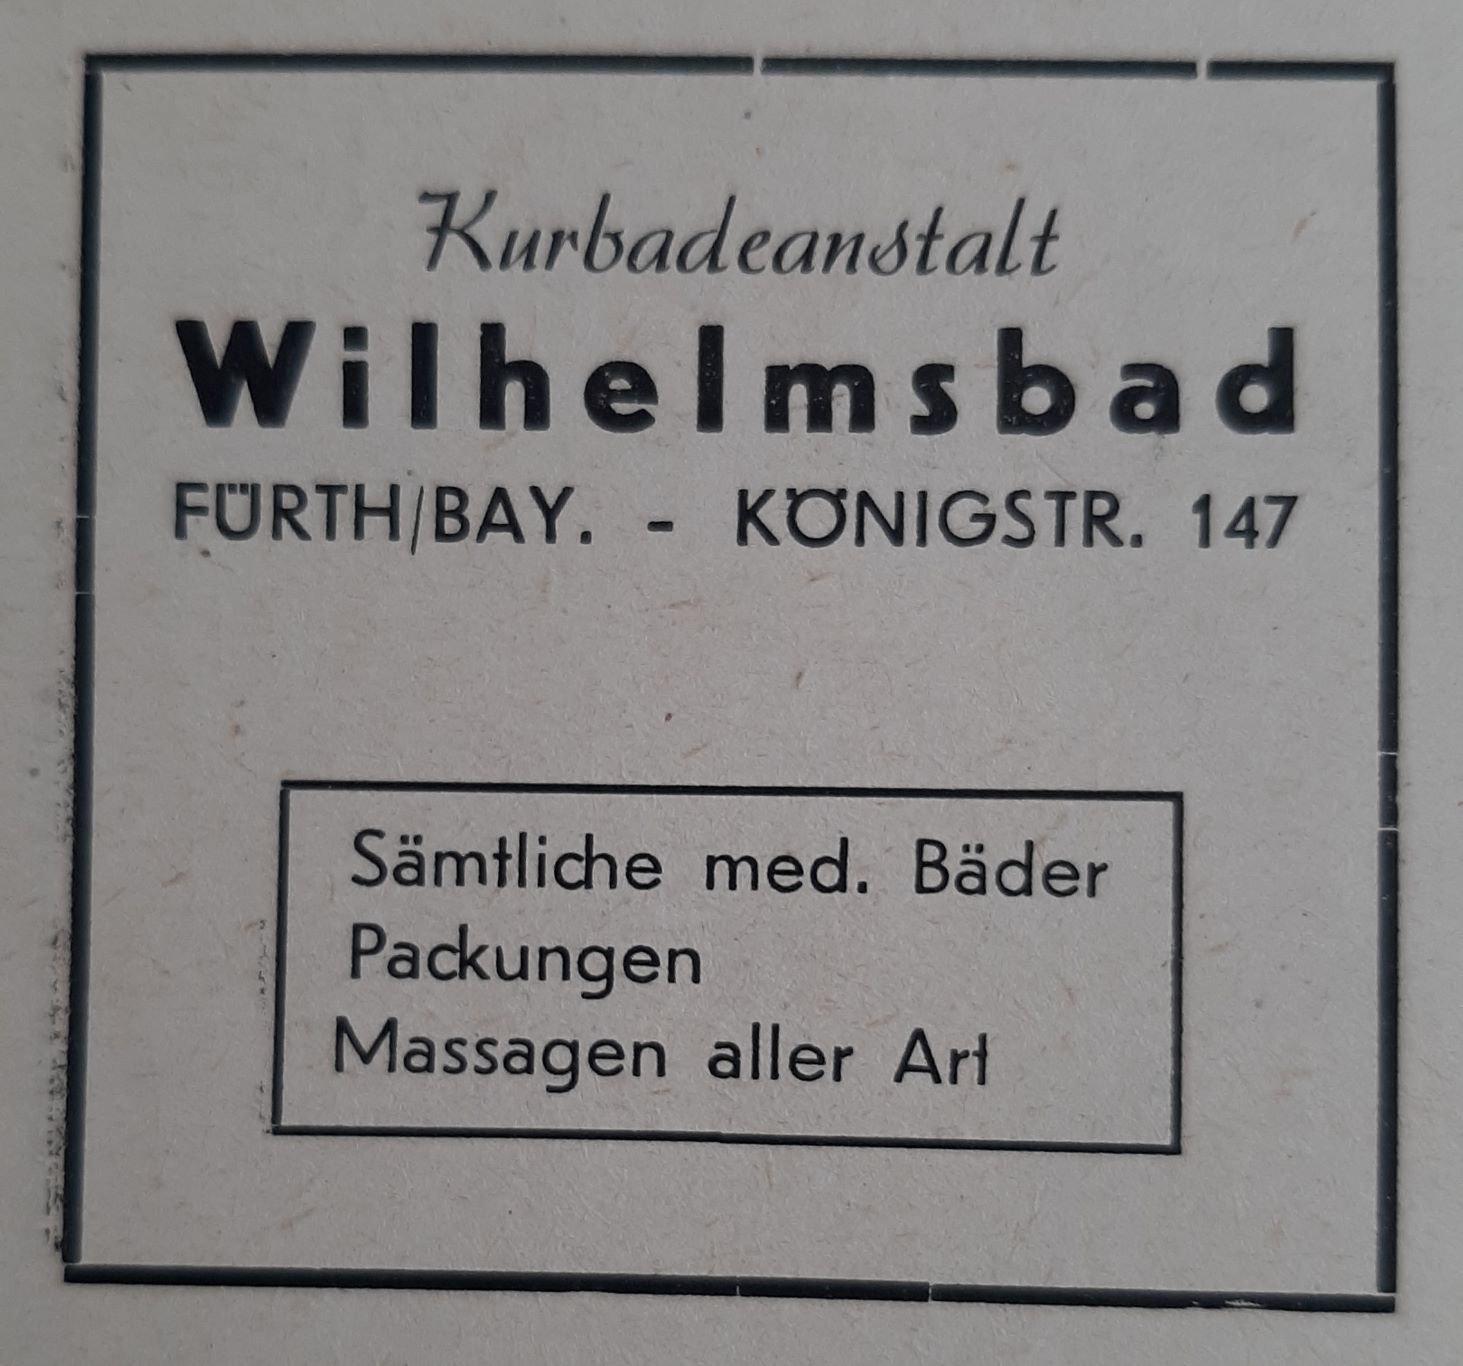 Kurbadeanstalt
Wilhelmsbad
FÜRTH/BAY. - KÖNIGSTR. 147
Sämtliche med. Bäder
Packungen
Massagen aller Art